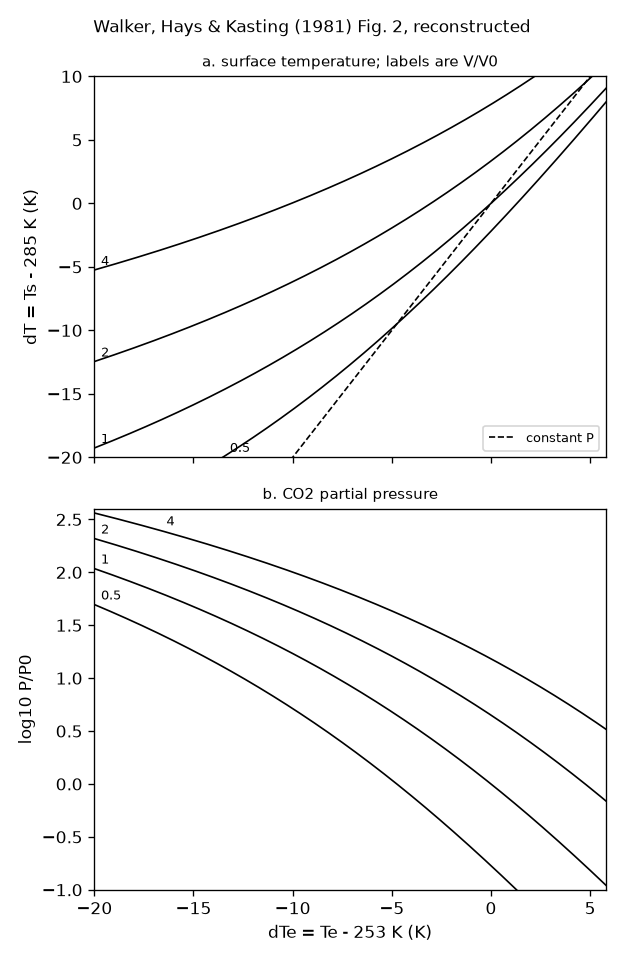 Walker, Hays & Kasting (1981) Fig. 2, reconstructed
a. surface temperature; labels are V/V0
dT = Ts - 285 K (K)
10
5
0
−5
−10
−15
−20
4
2
1
0.5
constant P
b. CO2 partial pressure
log10 P/P0
2.5
2.0
1.5
1.0
0.5
0.0
−0.5
−1.0
4
2
1
0.5
−20 −15 −10 −5 0 5
dTe = Te - 253 K (K)